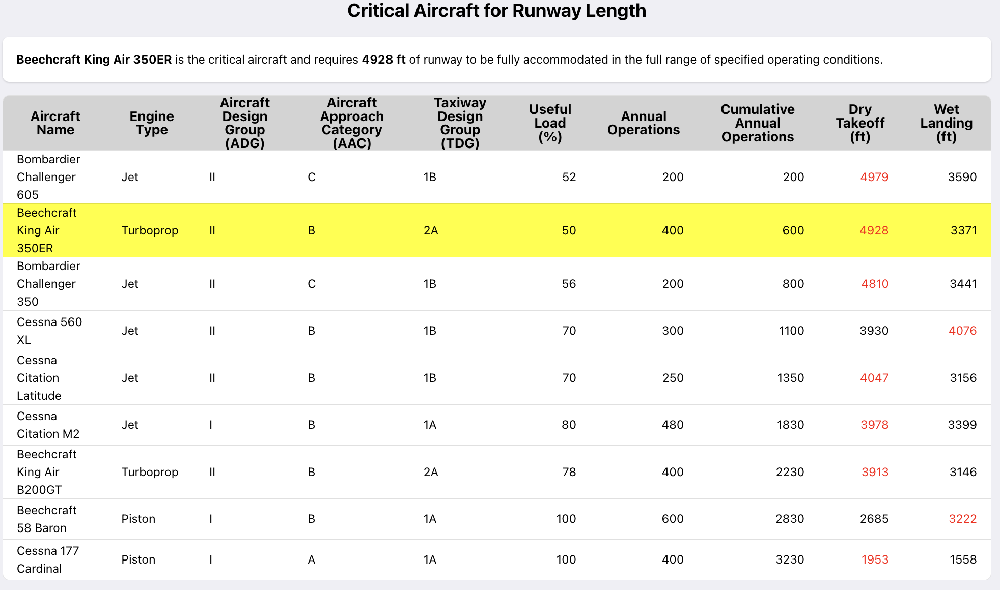 Critical Aircraft for Runway Length
Beechcraft King Air 350ER is the critical aircraft and requires 4928 ft of runway to be fully accommodated in the full range of specified operating conditions.
Aircraft Name Engine Type Aircraft Design Group (ADG) Aircraft Approach Category (AAC) Taxiway Design Group (TDG) Useful Load (%) Annual Operations Cumulative Annual Operations Dry Takeoff (ft) Wet Landing (ft)
Bombardier Challenger 605 Jet II C 1B 52 200 200 4979 3590
Beechcraft King Air 350ER Turboprop II B 2A 50 400 600 4928 3371
Bombardier Challenger 350 Jet II C 1B 56 200 800 4810 3441
Cessna 560 XL Jet II B 1B 70 300 1100 3930 4076
Cessna Citation Latitude Jet II B 1B 70 250 1350 4047 3156
Cessna Citation M2 Jet I B 1A 80 480 1830 3978 3399
Beechcraft King Air B200GT Turboprop II B 2A 78 400 2230 3913 3146
Beechcraft 58 Baron Piston I B 1A 100 600 2830 2685 3222
Cessna 177 Cardinal Piston I A 1A 100 400 3230 1953 1558